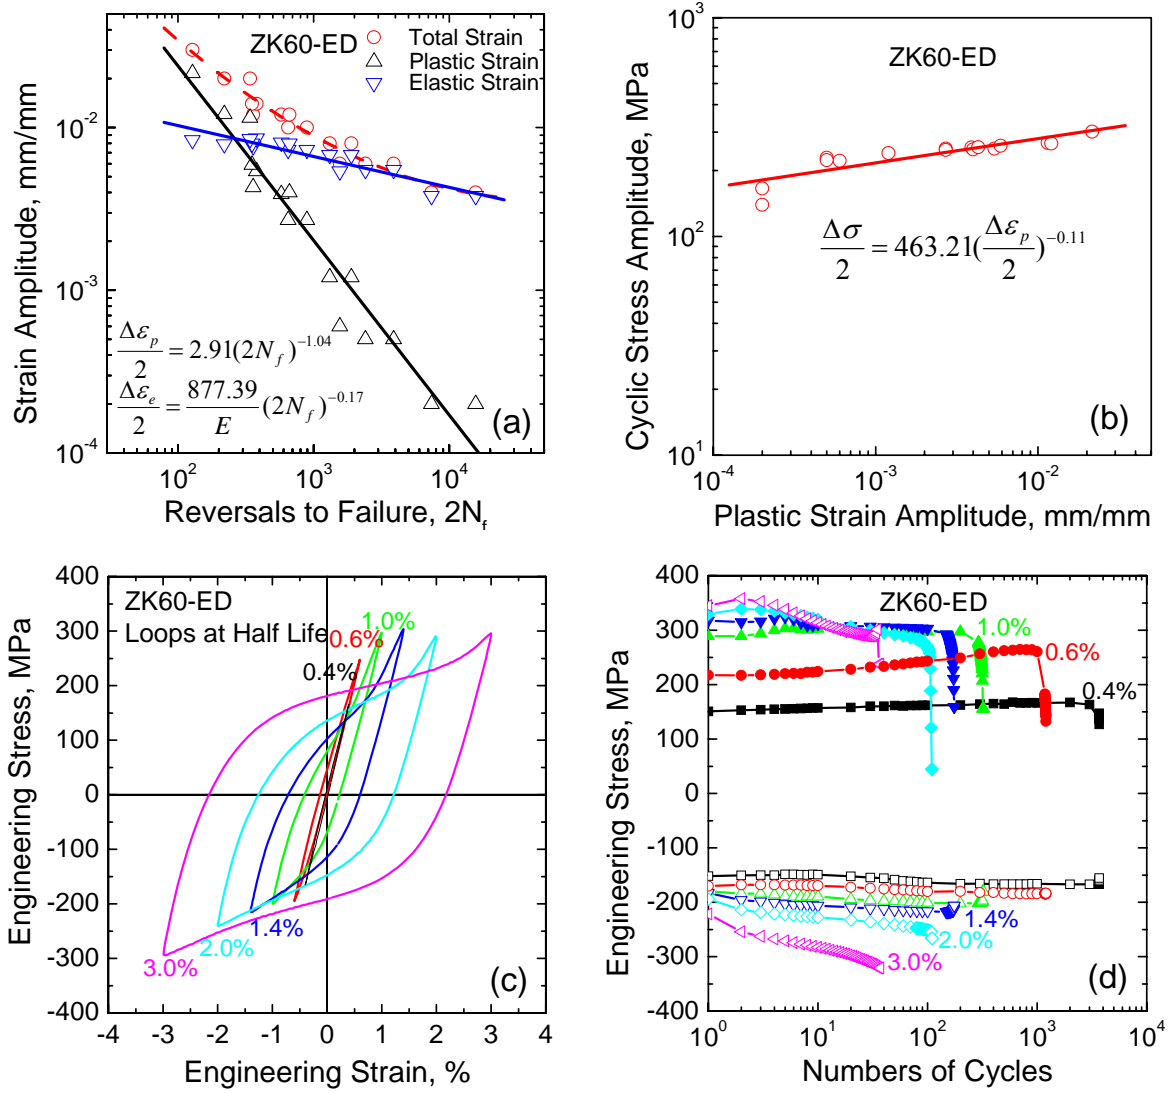 ZK60-ED
Total Strain
Plastic Strain
Elastic Strain
10^-2
10^-3
10^-4
Strain Amplitude, mm/mm
Δε_p/2 = 2.91(2N_f)^-1.04
Δε_e/2 = 877.39/E (2N_f)^-0.17
(a)
10^2 10^3 10^4
Reversals to Failure, 2N_f
10^3
10^2
10^1
Cyclic Stress Amplitude, MPa
ZK60-ED
Δσ/2 = 463.21(Δε_p/2)^-0.11
(b)
10^-4 10^-3 10^-2
Plastic Strain Amplitude, mm/mm
400
300
200
100
0
-100
-200
-300
-400
Engineering Stress, MPa
ZK60-ED
Loops at Half Life
1.0%
0.6%
0.4%
1.4%
2.0%
3.0%
(c)
-4 -3 -2 -1 0 1 2 3 4
Engineering Strain, %
400
300
200
100
0
-100
-200
-300
-400
Engineering Stress, MPa
ZK60-ED
1.0%
0.6%
0.4%
1.4%
2.0%
3.0%
(d)
10^0 10^1 10^2 10^3 10^4
Numbers of Cycles